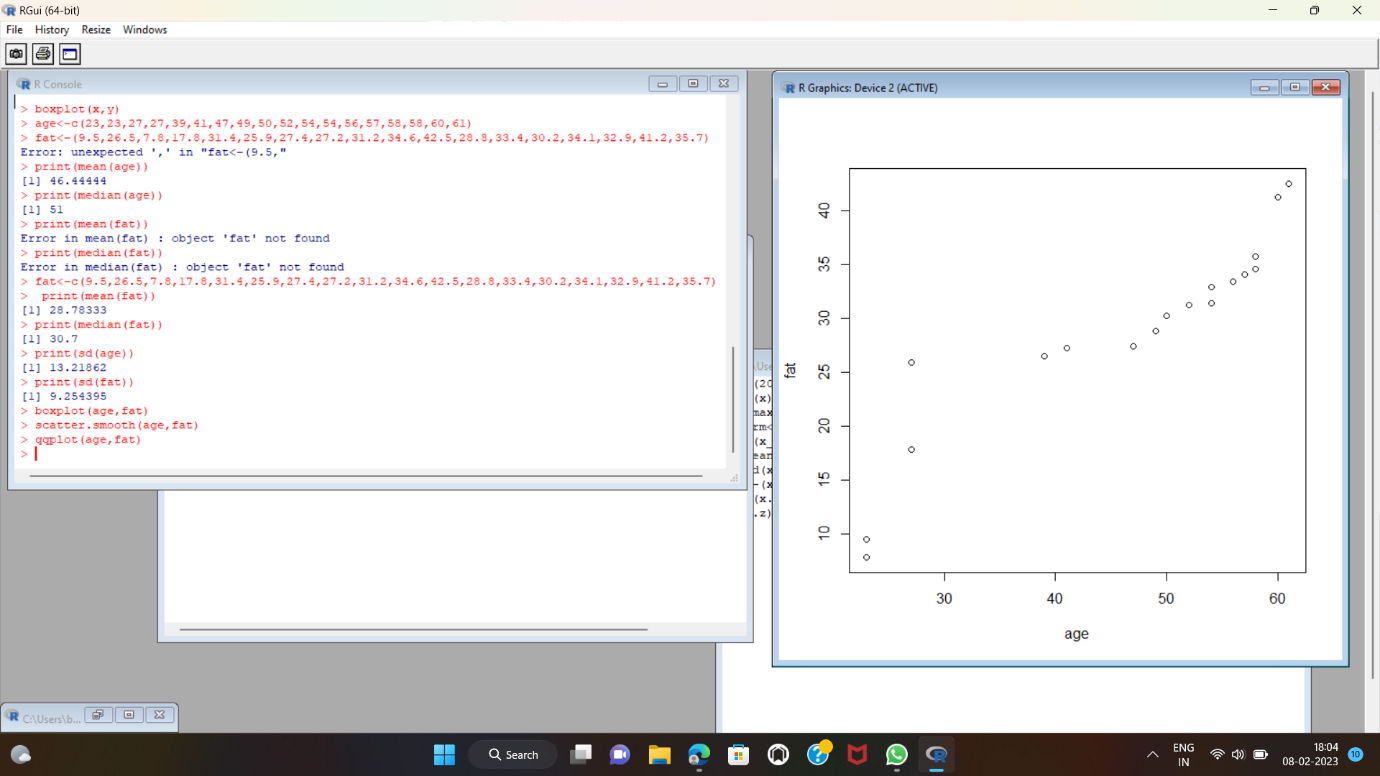 RGui (64-bit)
File History Resize Windows
R Console
> boxplot(x,y)
> age<-c(23,23,27,27,39,41,47,49,50,52,54,54,56,57,58,58,60,61)
> fat<-(9.5,26.5,7.8,17.8,31.4,25.9,27.4,27.2,31.2,34.6,42.5,28.8,33.4,30.2,34.1,32.9,41.2,35.7)
Error: unexpected ',' in "fat<-(9.5,"
> print(mean(age))
[1] 46.44444
> print(median(age))
[1] 51
> print(mean(fat))
Error in mean(fat) : object 'fat' not found
> print(median(fat))
Error in median(fat) : object 'fat' not found
> fat<-c(9.5,26.5,7.8,17.8,31.4,25.9,27.4,27.2,31.2,34.6,42.5,28.8,33.4,30.2,34.1,32.9,41.2,35.7)
>  print(mean(fat))
[1] 28.78333
> print(median(fat))
[1] 30.7
> print(sd(age))
[1] 13.21862
> print(sd(fat))
[1] 9.254395
> boxplot(age,fat)
> scatter.smooth(age,fat)
> qqplot(age,fat)
>
R Graphics: Device 2 (ACTIVE)
40
35
30
25
20
15
10
fat
30 40 50 60
age
C:\Users\b...
Search
ENG
IN
18:04
08-02-2023
10